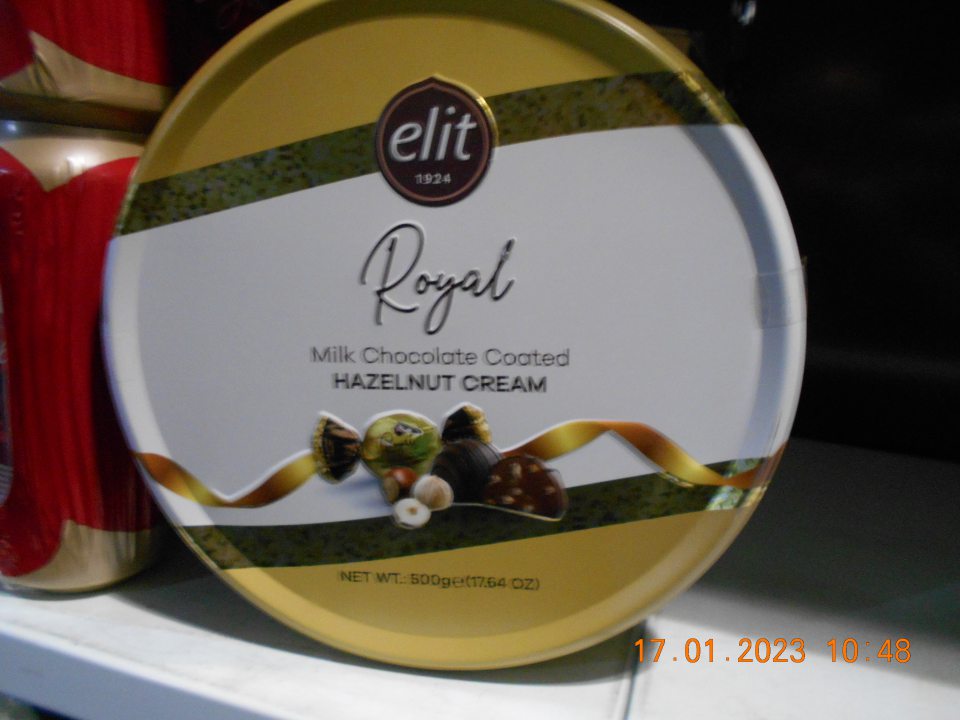 elit
1924
Royal
Milk Chocolate Coated
HAZELNUT CREAM
NET WT.: 500g℮(17.64 OZ)
17.01.2023 10:48